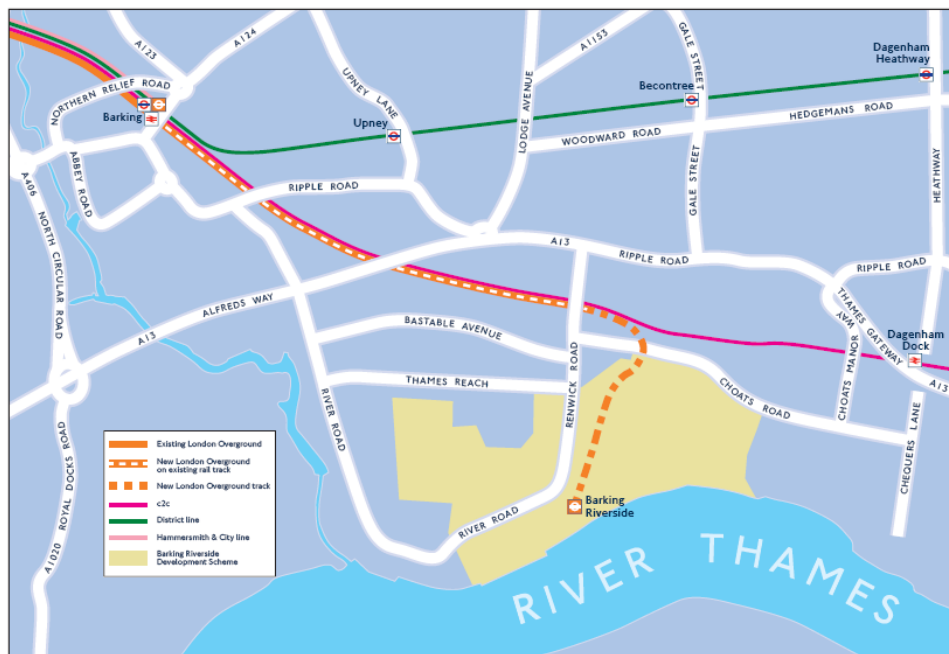 A123
A124
NORTHERN RELIEF ROAD
Barking
ABBEY ROAD
A406
NORTH CIRCULAR ROAD
UPNEY LANE
Upney
LODGE AVENUE
A1153
GALE STREET
Becontree
Dagenham
Heathway
WOODWARD ROAD
HEDGEMANS ROAD
GALE STREET
HEATHWAY
RIPPLE ROAD
A13
RIPPLE ROAD
RIPPLE ROAD
A13
ALFREDS WAY
BASTABLE AVENUE
THAMES REACH
RENWICK ROAD
RIVER ROAD
THAMES GATEWAY
CHOATS MANOR WAY
Dagenham
Dock
A13
CHOATS ROAD
CHEQUERS LANE
A1020 ROYAL DOCKS ROAD
Existing London Overground
New London Overground
on existing rail track
New London Overground track
c2c
District line
Hammersmith & City line
Barking Riverside
Development Scheme
RIVER ROAD
Barking
Riverside
RIVER THAMES